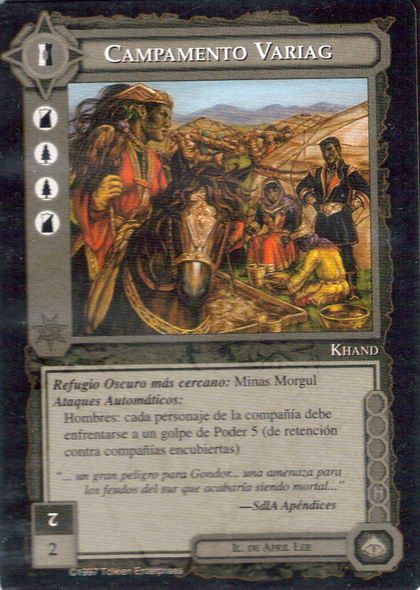 CAMPAMENTO VARIAG
KHAND
Refugio Oscuro más cercano: Minas Morgul
Ataques Automáticos:
Hombres: cada personaje de la compañía debe
enfrentarse a un golpe de Poder 5 (de retención
contra compañías encubiertas)
“... un gran peligro para Gondor... una amenaza para
los feudos del sur que acabaría siendo mortal...”
—SdlA Apéndices
2
2
IL. DE APRIL LEE
©1997 Tolkien Enterprises